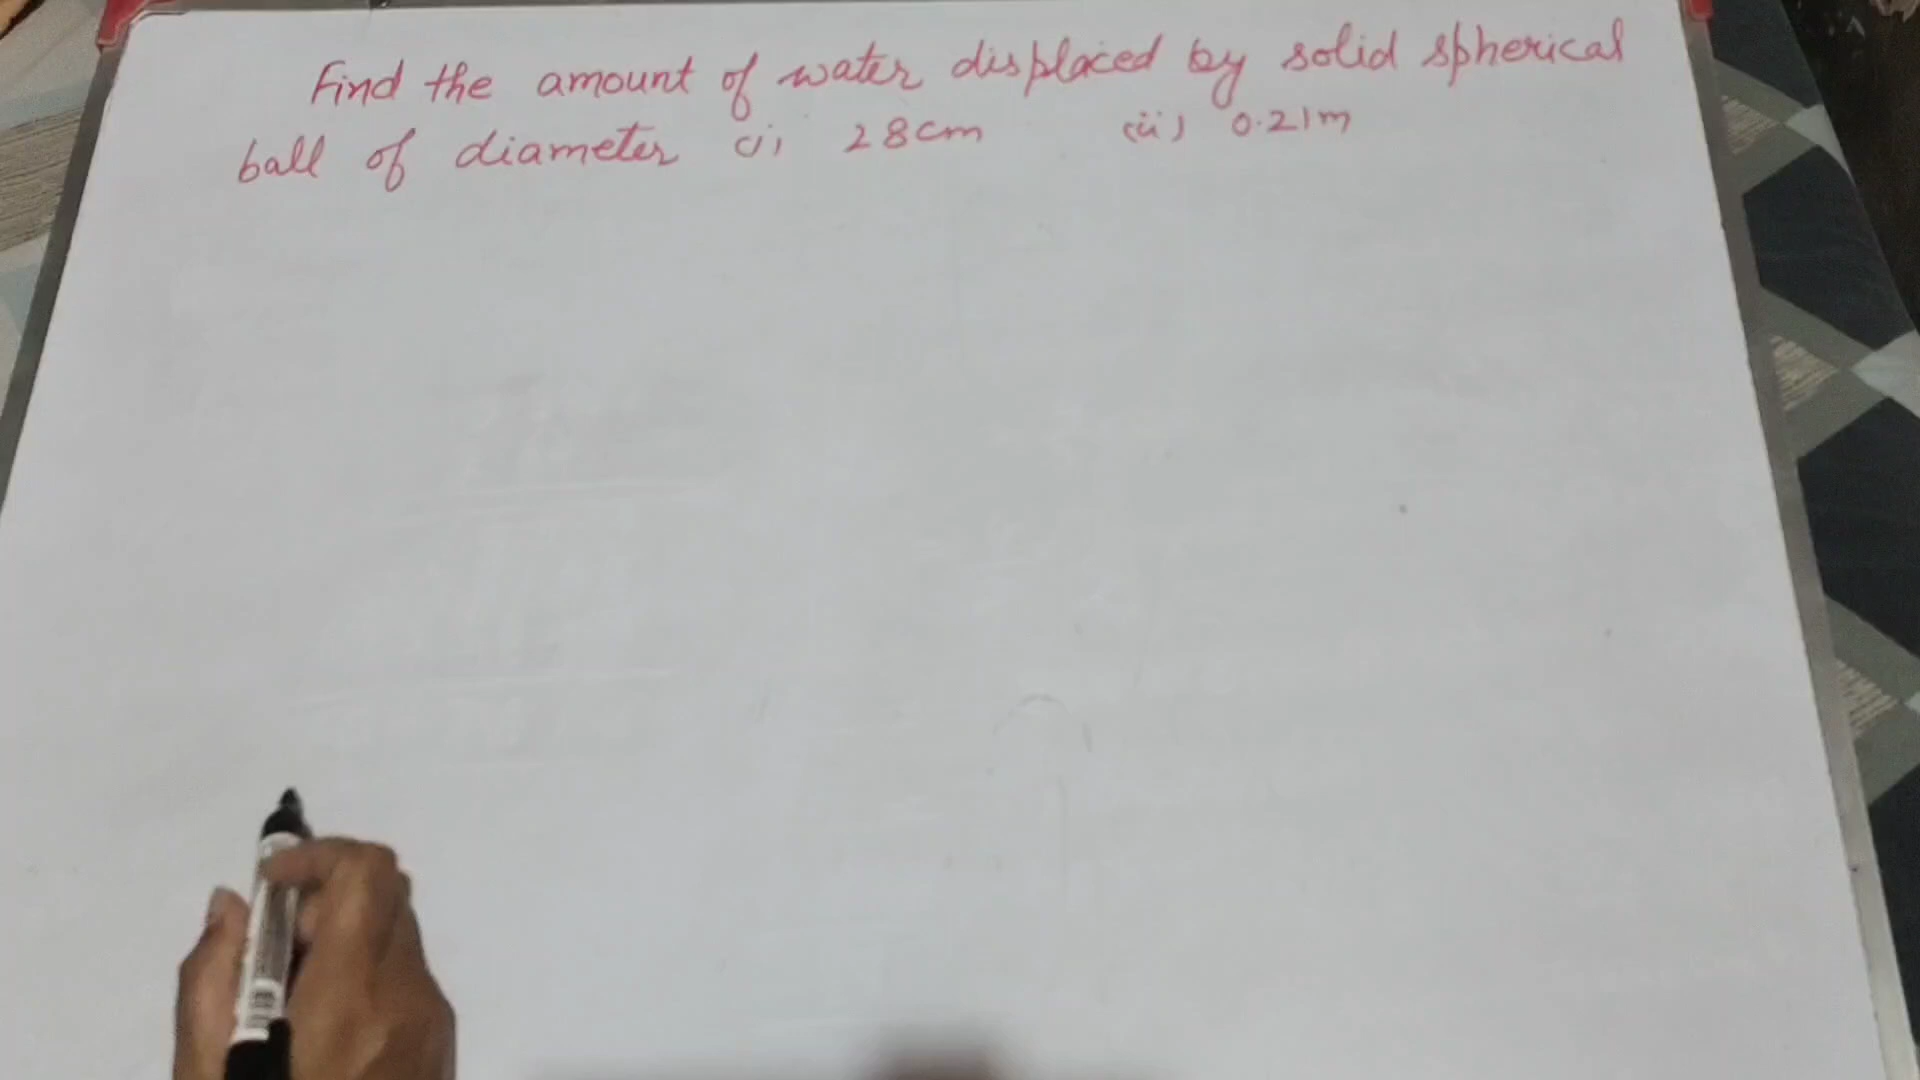 Find the amount of water displaced by solid spherical
ball of diameter (i) 28cm (ii) 0.21m